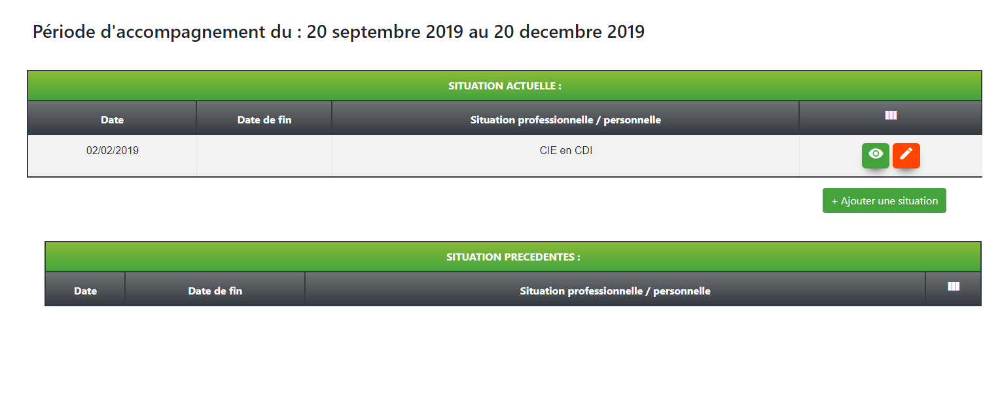 Période d'accompagnement du : 20 septembre 2019 au 20 decembre 2019
SITUATION ACTUELLE :
Date Date de fin Situation professionnelle / personnelle
02/02/2019 CIE en CDI
+ Ajouter une situation
SITUATION PRECEDENTES :
Date Date de fin Situation professionnelle / personnelle